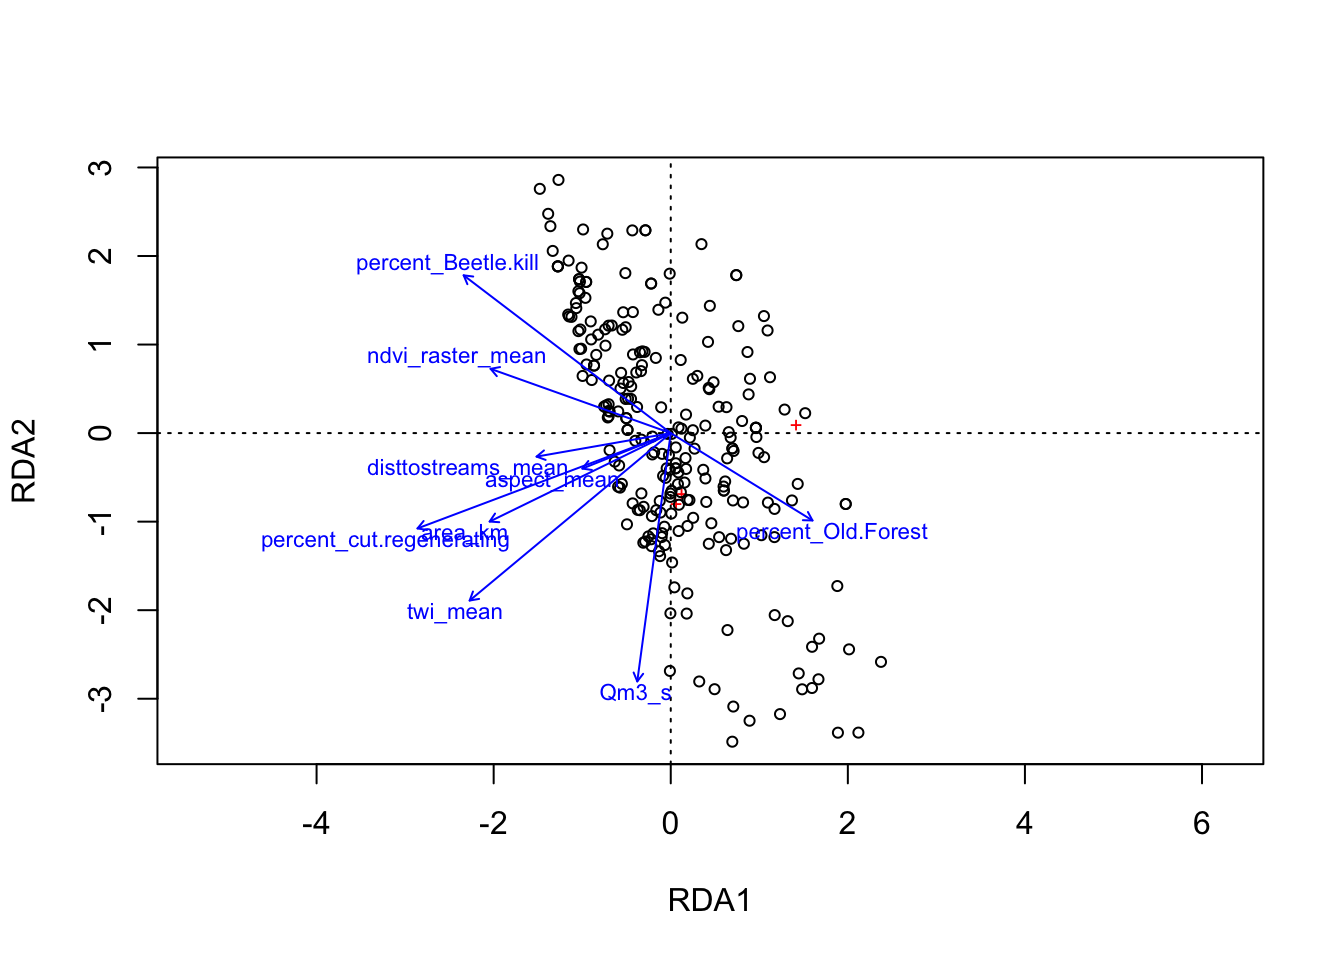 3
2
1
0
-1
-2
-3
RDA2
percent_Beetle.kill
ndvi_raster_mean
disttostreams_mean
aspect_mean
percent_Old.Forest
area_km
percent_cut.regenerating
twi_mean
Qm3_s
-4 -2 0 2 4 6
RDA1